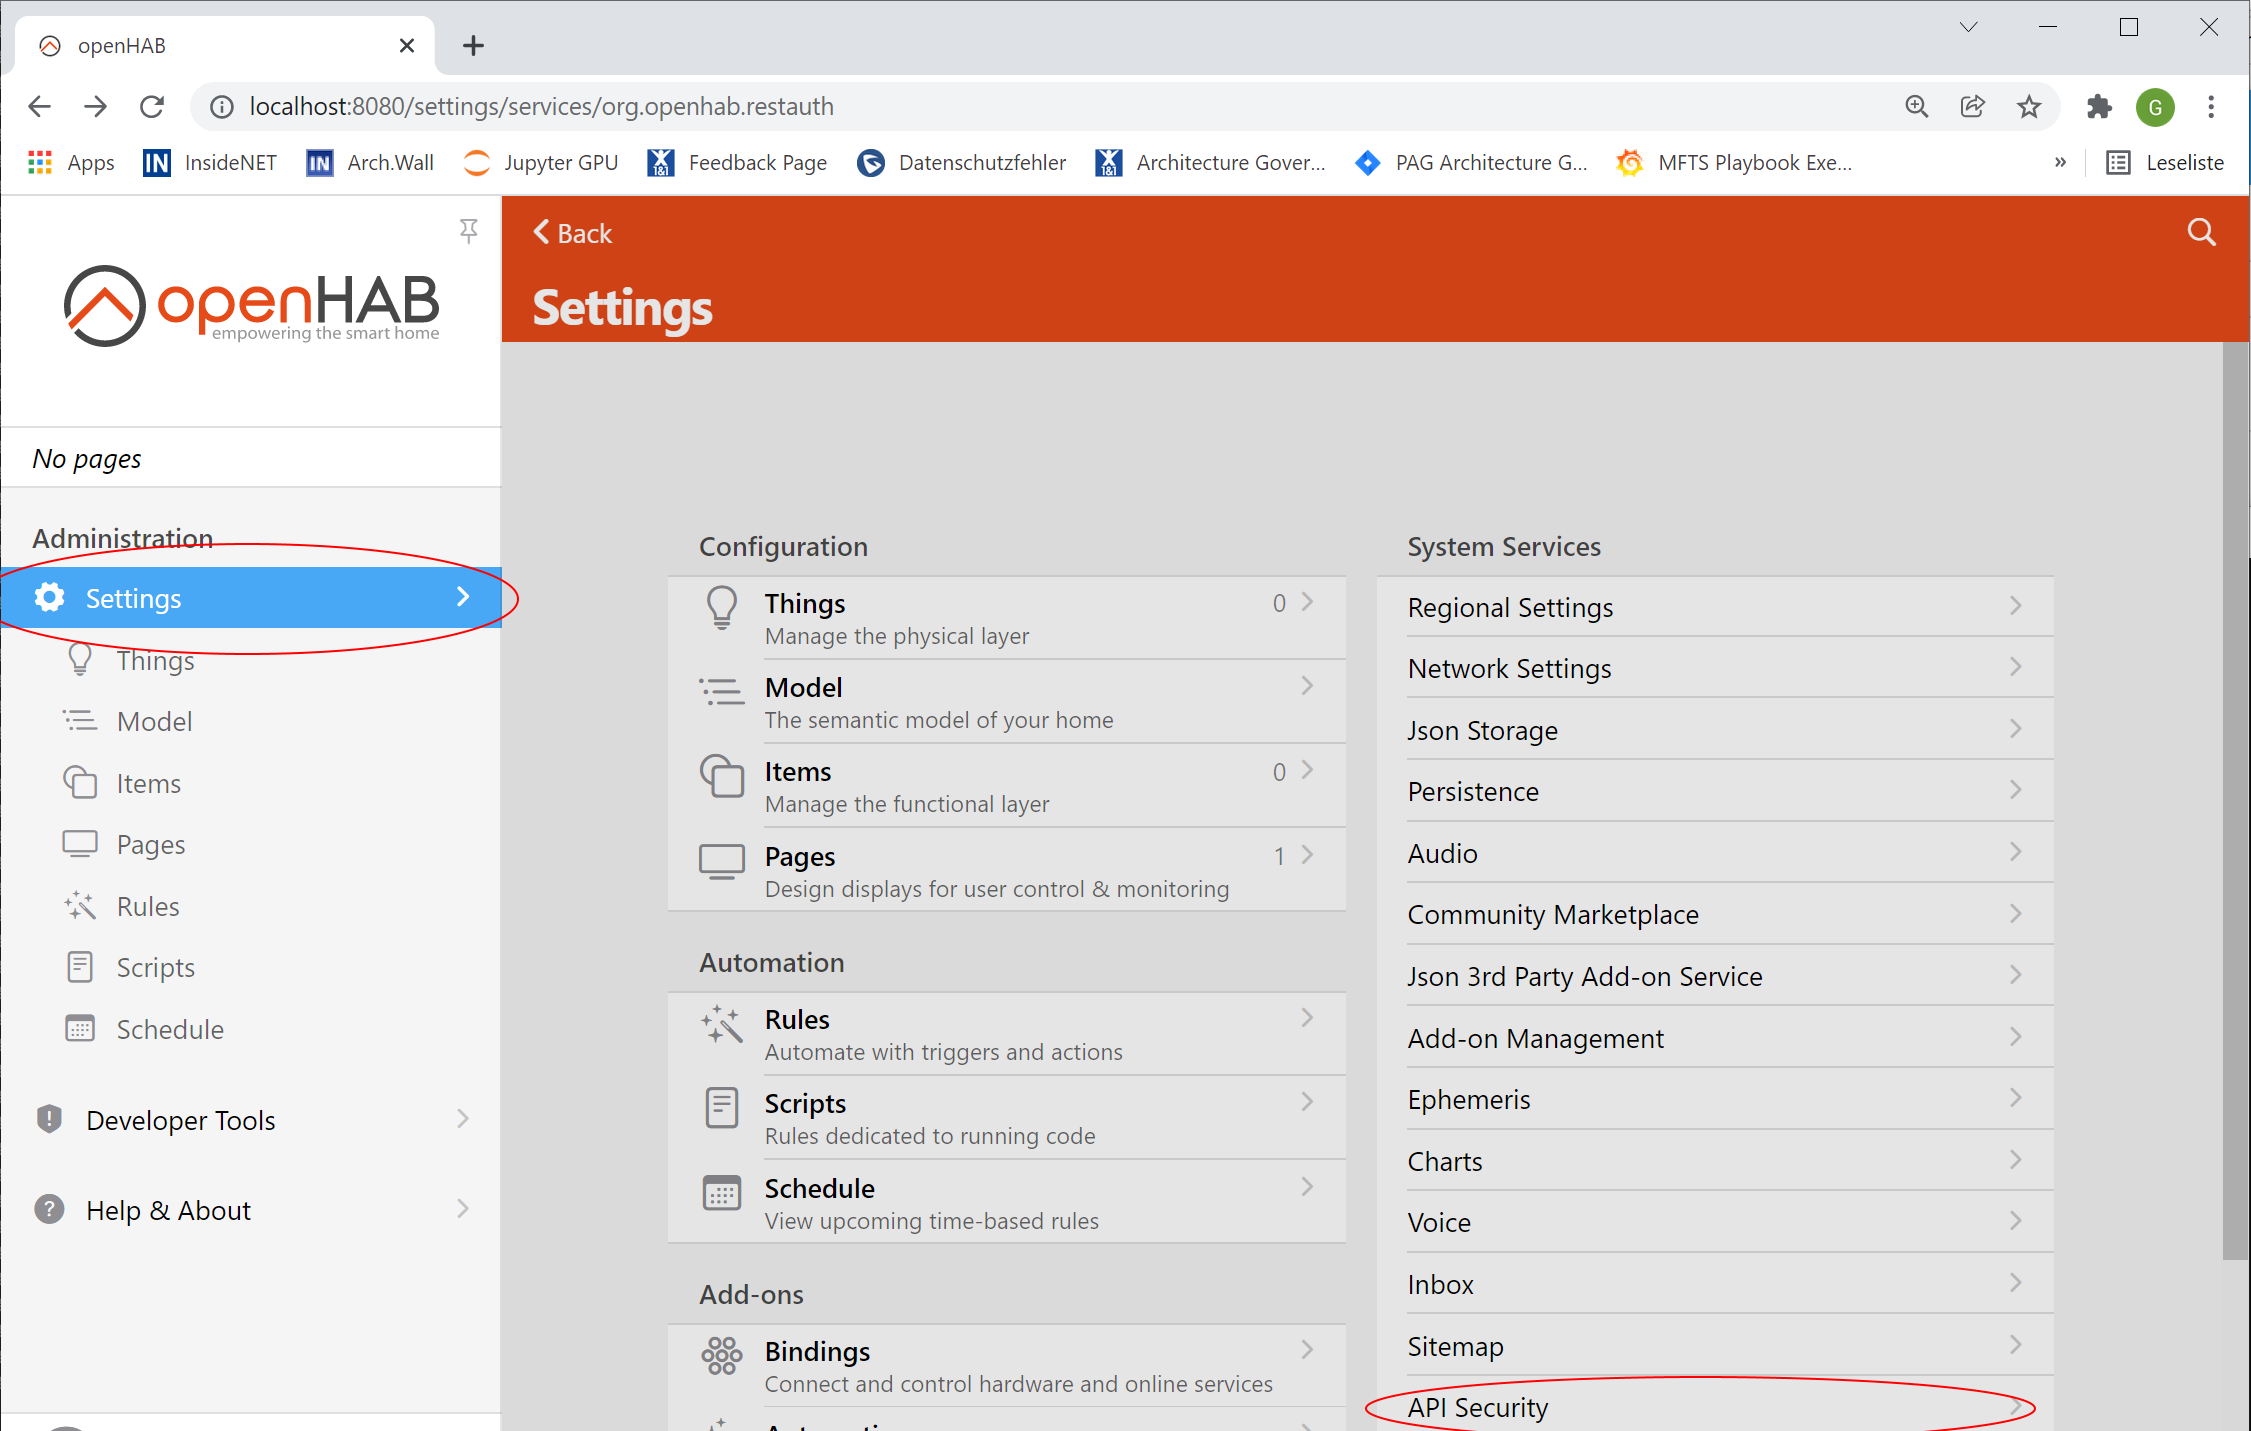 openHAB
localhost:8080/settings/services/org.openhab.restauth
G
Apps
IN InsideNET
IN Arch.Wall
Jupyter GPU
1&1 Feedback Page
Datenschutzfehler
1&1 Architecture Gover...
PAG Architecture G...
MFTS Playbook Exe...
»
Leseliste
openHAB
empowering the smart home
No pages
Administration
Settings
Things
Model
Items
Pages
Rules
Scripts
Schedule
Developer Tools
Help & About
Back
Settings
Configuration
Things 0
Manage the physical layer
Model
The semantic model of your home
Items 0
Manage the functional layer
Pages 1
Design displays for user control & monitoring
Automation
Rules
Automate with triggers and actions
Scripts
Rules dedicated to running code
Schedule
View upcoming time-based rules
Add-ons
Bindings
Connect and control hardware and online services
System Services
Regional Settings
Network Settings
Json Storage
Persistence
Audio
Community Marketplace
Json 3rd Party Add-on Service
Add-on Management
Ephemeris
Charts
Voice
Inbox
Sitemap
API Security